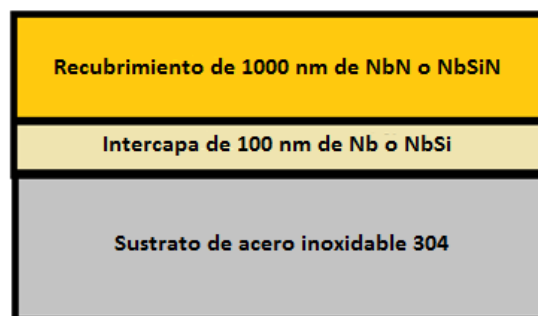 Recubrimiento de 1000 nm de NbN o NbSiN
Intercapa de 100 nm de Nb o NbSi
Sustrato de acero inoxidable 304